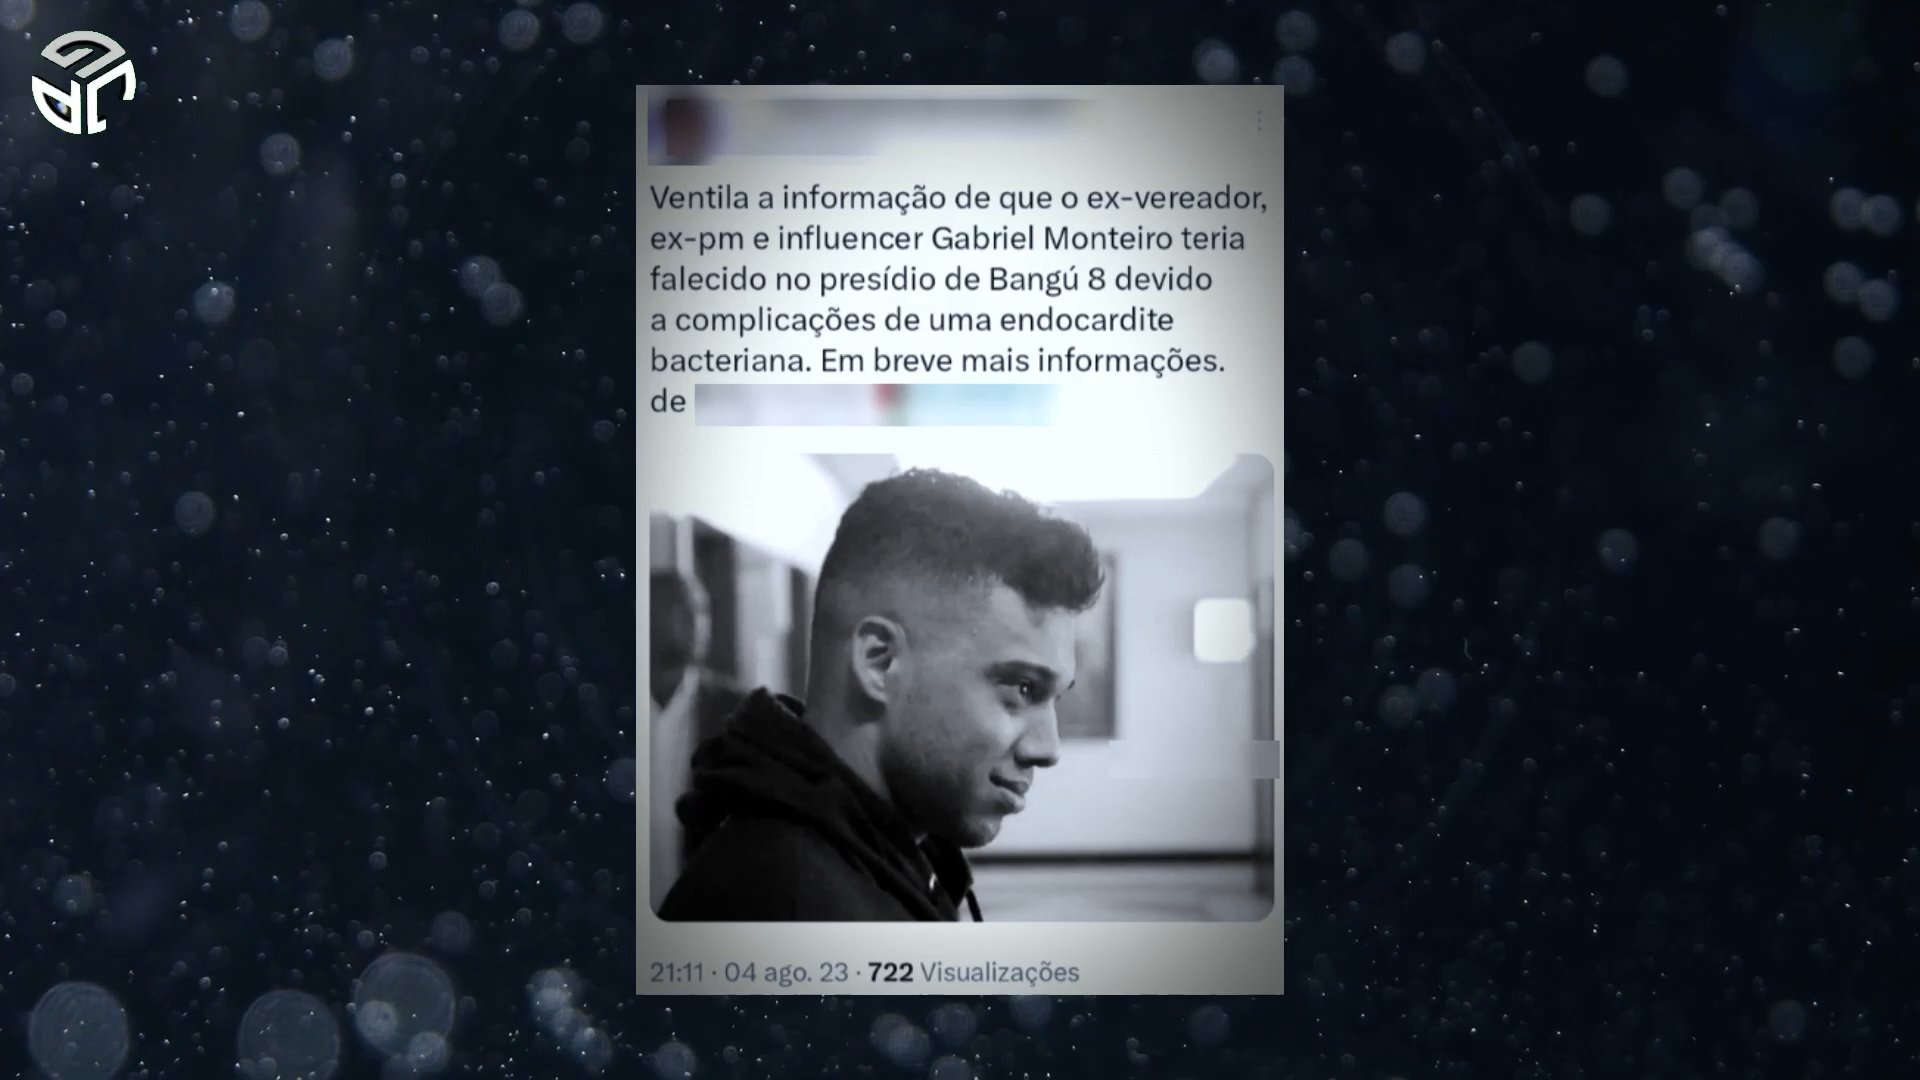 Ventila a informação de que o ex-vereador,
ex-pm e influencer Gabriel Monteiro teria
falecido no presídio de Bangú 8 devido
a complicações de uma endocardite
bacteriana. Em breve mais informações.
de
21:11 · 04 ago. 23 · 722 Visualizações